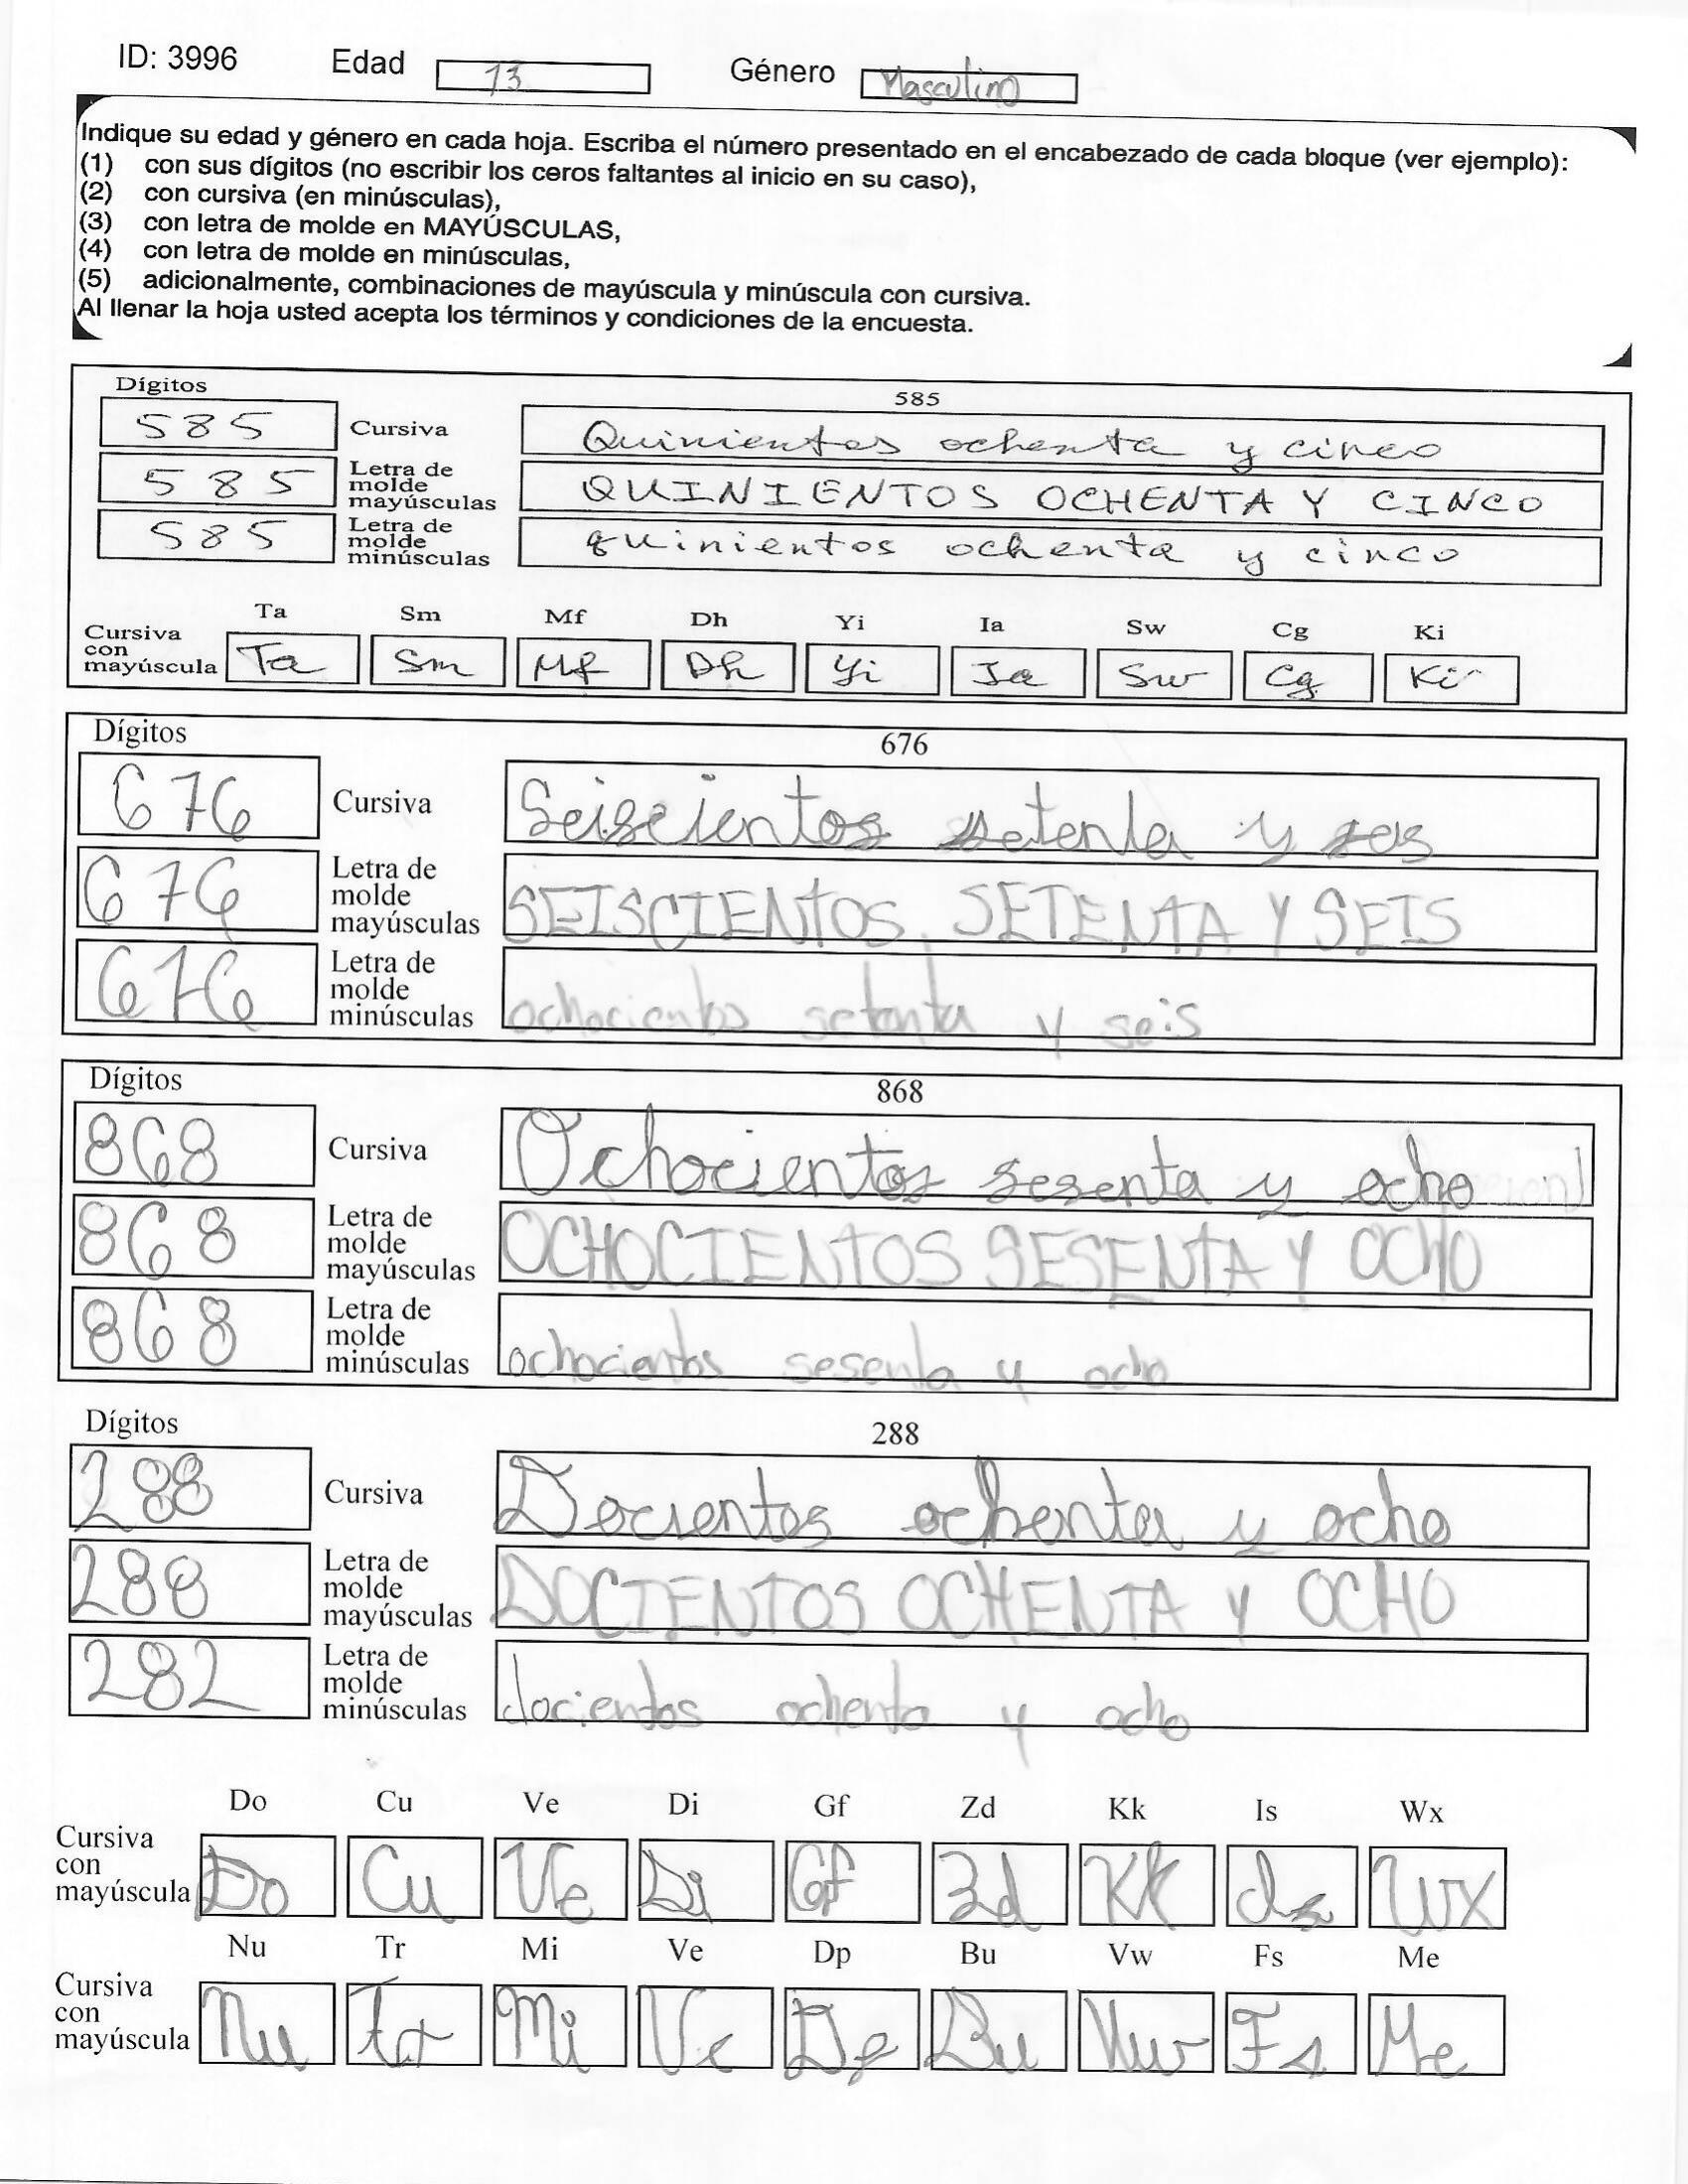 ID: 3996 Edad 13 Género Masculino
Indique su edad y género en cada hoja. Escriba el número presentado en el encabezado de cada bloque (ver ejemplo):
(1) con sus dígitos (no escribir los ceros faltantes al inicio en su caso),
(2) con cursiva (en minúsculas),
(3) con letra de molde en MAYÚSCULAS,
(4) con letra de molde en minúsculas,
(5) adicionalmente, combinaciones de mayúscula y minúscula con cursiva.
Al llenar la hoja usted acepta los términos y condiciones de la encuesta.
Dígitos 585
585 Cursiva Quinientos ochenta y cinco
585 Letra de molde mayúsculas QUINIENTOS OCHENTA Y CINCO
585 Letra de molde minúsculas quinientos ochenta y cinco
Ta Sm Mf Dh Yi Ia Sw Cg Ki
Cursiva con mayúscula Ta Sm Mf Dh Yi Ia Sw Cg Ki
Dígitos 676
676 Cursiva Seiscientos setenta y ses
676 Letra de molde mayúsculas SEISCIENTOS SETENTA Y SEIS
676 Letra de molde minúsculas ochocientos setenta y seis
Dígitos 868
868 Cursiva Ochocientos sesenta y ocho
868 Letra de molde mayúsculas OCHOCIENTOS SESENTA Y OCHO
868 Letra de molde minúsculas ochocientos sesenta y ocho
Dígitos 288
288 Cursiva Docientos ochenta y ocho
288 Letra de molde mayúsculas DOCIENTOS OCHENTA Y OCHO
282 Letra de molde minúsculas docientos ochenta y ocho
Do Cu Ve Di Gf Zd Kk Is Wx
Cursiva con mayúscula Do Cu Ve Di Gf Zd Kk Is Wx
Nu Tr Mi Ve Dp Bu Vw Fs Me
Cursiva con mayúscula Nu Tr Mi Ve Dp Bu Vw Fs Me